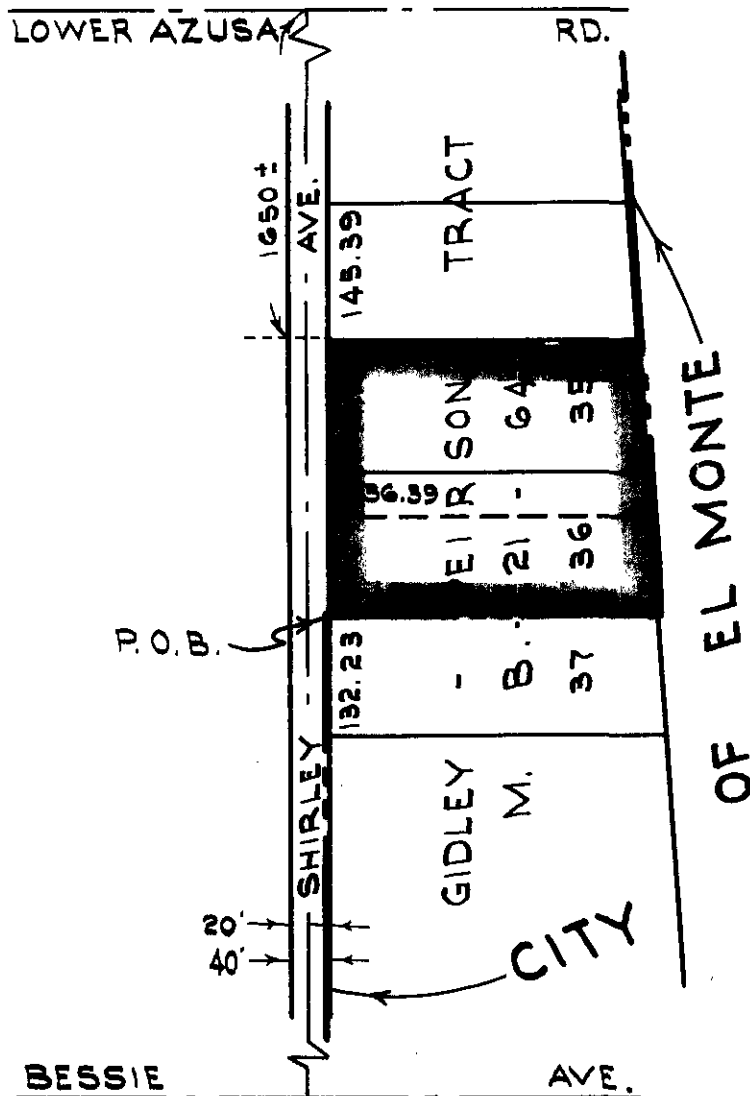 LOWER AZUSA RD.
1650 ±
SHIRLEY - AVE.
145.39
GIDLEY - EIR SON TRACT
M. B. 21 - 64
35
36.39
36
P.O.B.
132.23
37
20'
40'
CITY OF EL MONTE
BESSIE AVE.